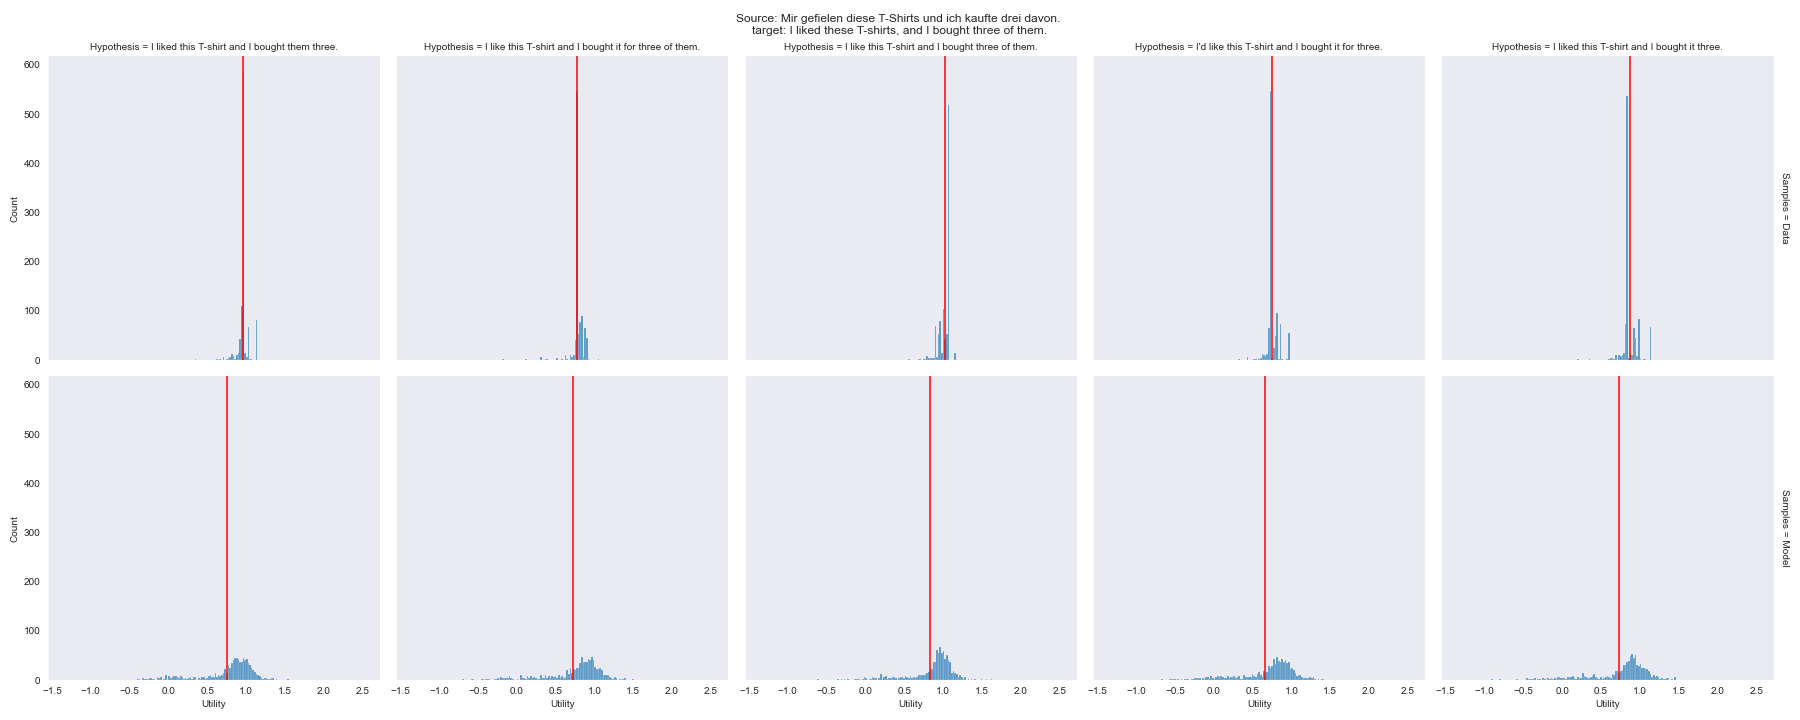 Source: Mir gefielen diese T-Shirts und ich kaufte drei davon.
target: I liked these T-shirts, and I bought three of them.
Hypothesis = I liked this T-shirt and I bought them three.
Hypothesis = I like this T-shirt and I bought it for three of them.
Hypothesis = I like this T-shirt and I bought three of them.
Hypothesis = I'd like this T-shirt and I bought it for three.
Hypothesis = I liked this T-shirt and I bought it three.
600
500
400
300
200
100
0
Count
Samples = Data
600
500
400
300
200
100
0
Count
Samples = Model
−1.5 −1.0 −0.5 0.0 0.5 1.0 1.5 2.0 2.5
−1.5 −1.0 −0.5 0.0 0.5 1.0 1.5 2.0 2.5
−1.5 −1.0 −0.5 0.0 0.5 1.0 1.5 2.0 2.5
−1.5 −1.0 −0.5 0.0 0.5 1.0 1.5 2.0 2.5
−1.5 −1.0 −0.5 0.0 0.5 1.0 1.5 2.0 2.5
Utility
Utility
Utility
Utility
Utility